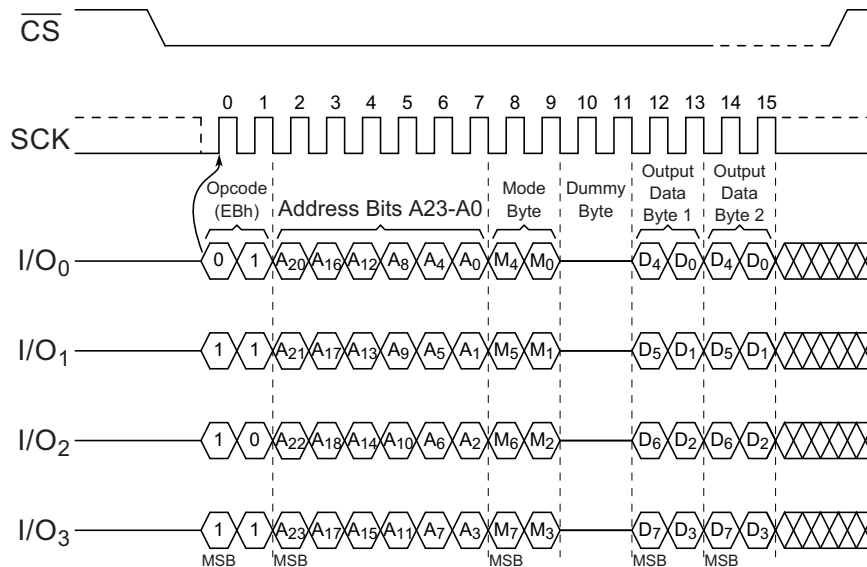 CS
0 1 2 3 4 5 6 7 8 9 10 11 12 13 14 15
SCK
Opcode
(EBh)
Address Bits A23-A0
Mode
Byte
Dummy
Byte
Output
Data
Byte 1
Output
Data
Byte 2
I/O0 0 1 A20 A16 A12 A8 A4 A0 M4 M0 D4 D0 D4 D0
I/O1 1 1 A21 A17 A13 A9 A5 A1 M5 M1 D5 D1 D5 D1
I/O2 1 0 A22 A18 A14 A10 A6 A2 M6 M2 D6 D2 D6 D2
I/O3 1 1 A23 A17 A15 A11 A7 A3 M7 M3 D7 D3 D7 D3
MSB MSB MSB MSB MSB